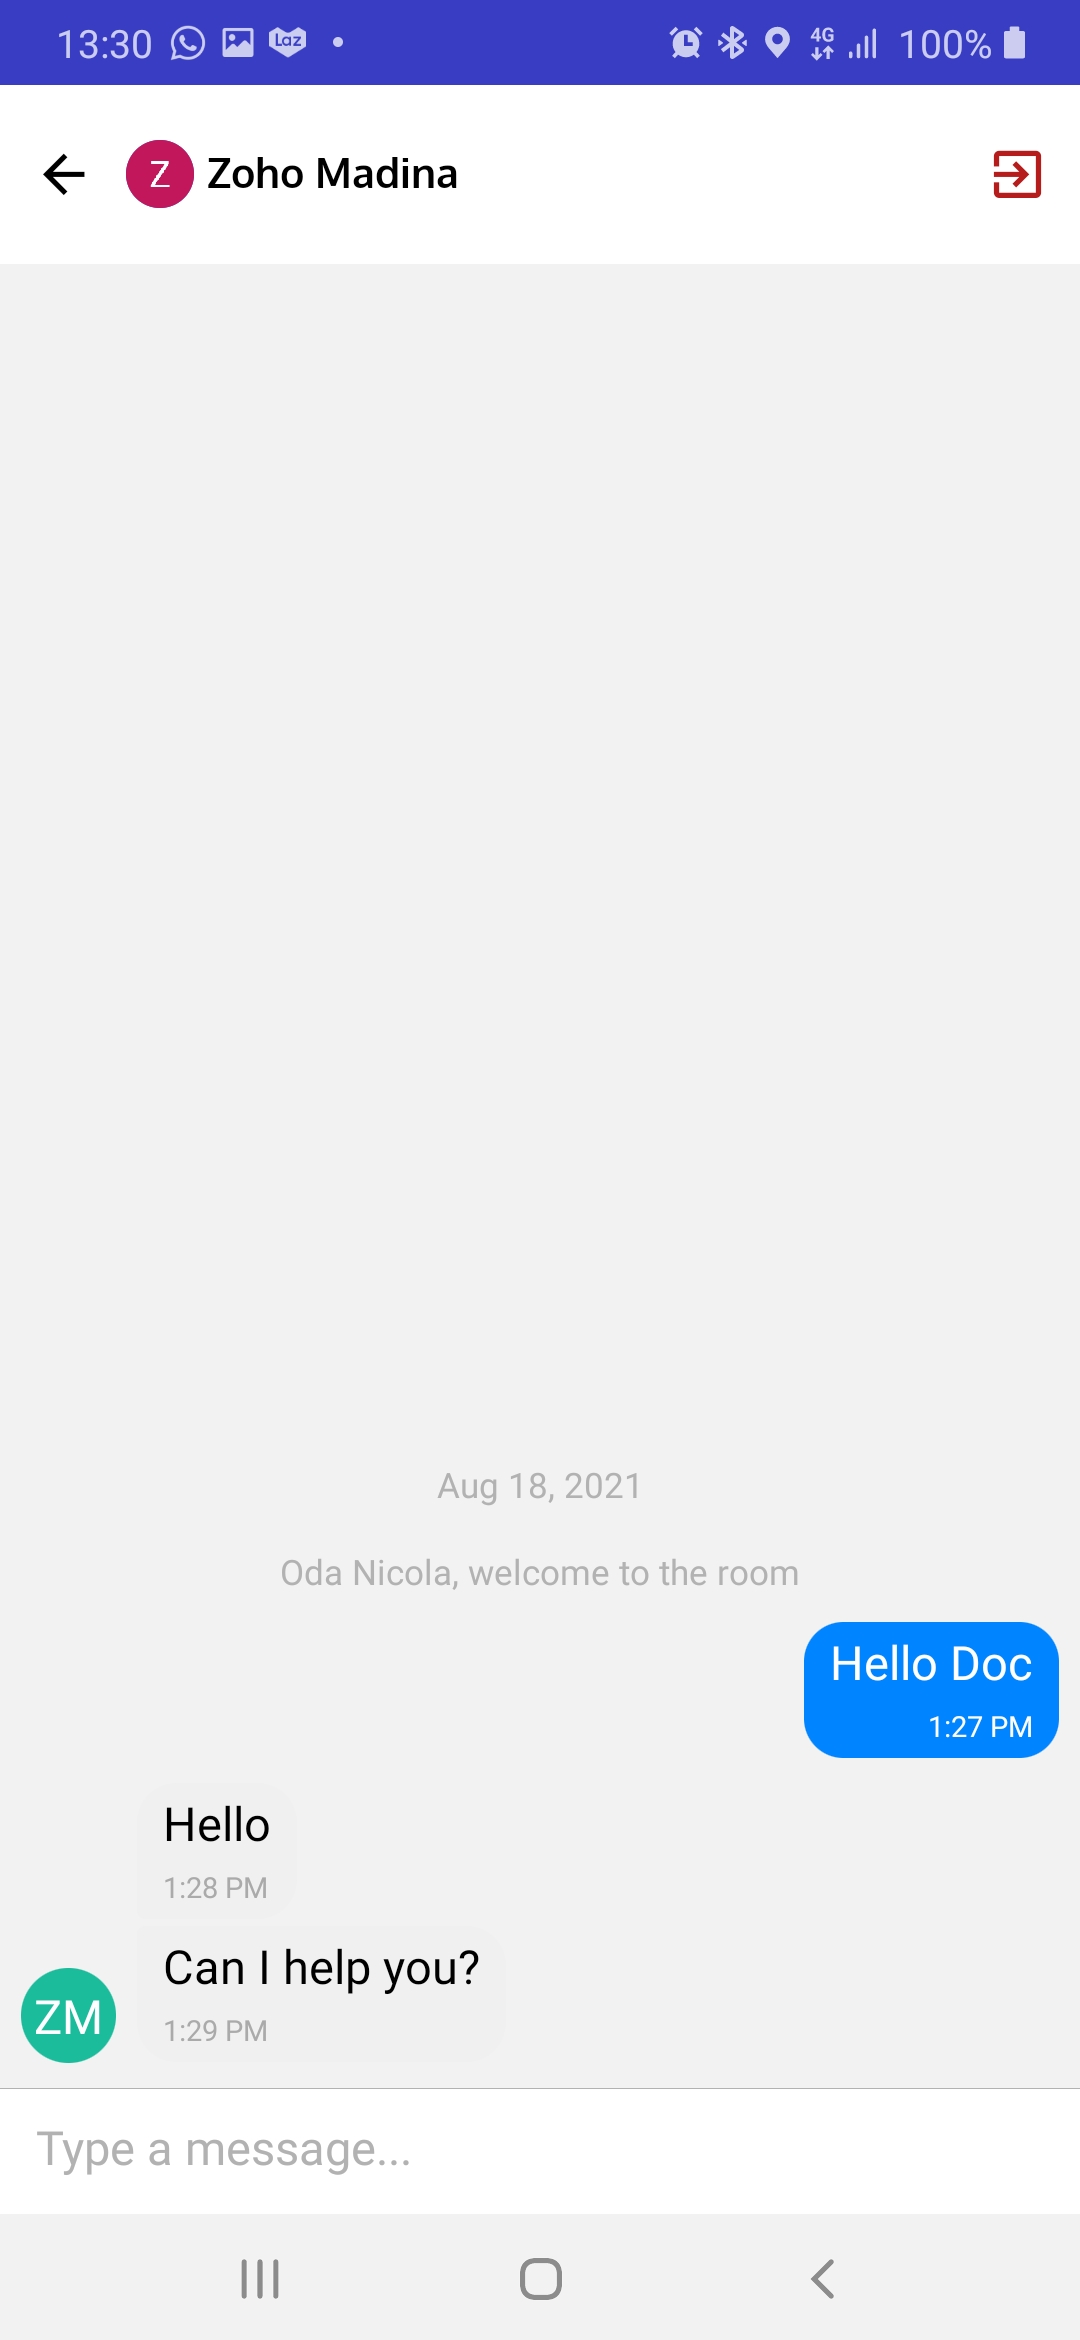 13:30 Laz 4G 100%
Z Zoho Madina
Aug 18, 2021
Oda Nicola, welcome to the room
Hello Doc
1:27 PM
Hello
1:28 PM
Can I help you?
1:29 PM
ZM
Type a message...